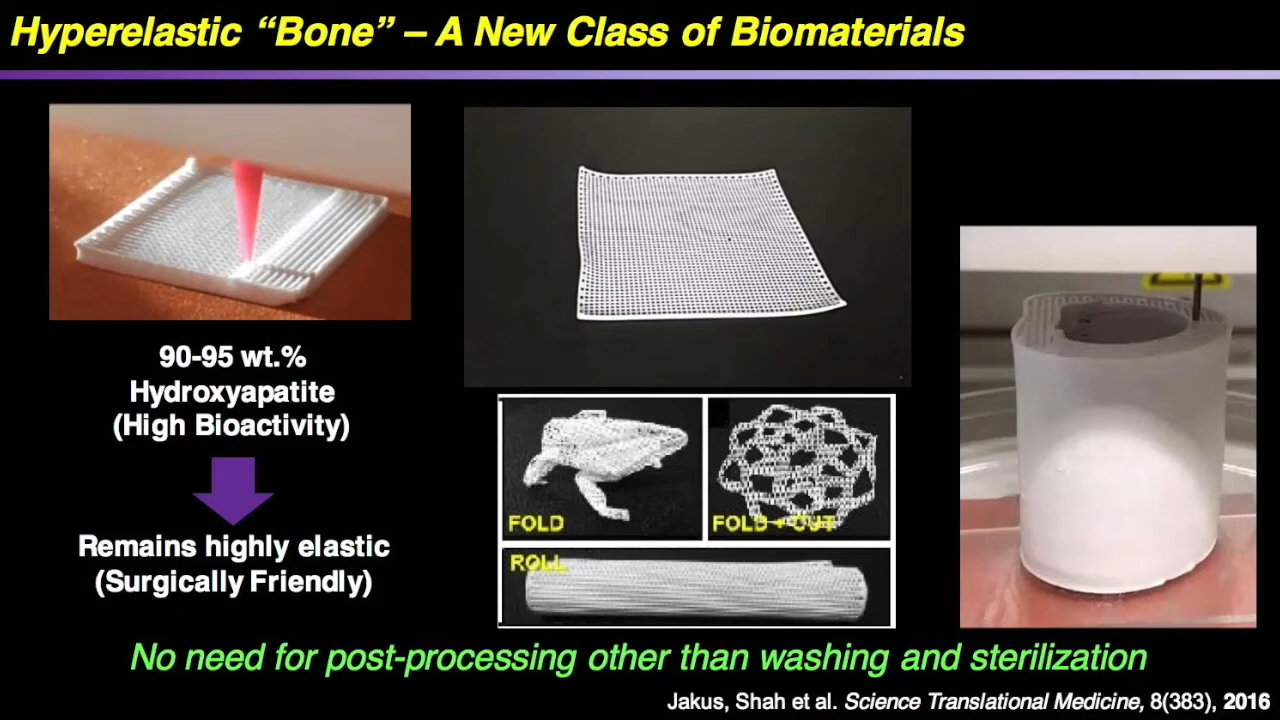 Hyperelastic “Bone” – A New Class of Biomaterials
90-95 wt.%
Hydroxyapatite
(High Bioactivity)
Remains highly elastic
(Surgically Friendly)
FOLD
FOLD + CUT
ROLL
No need for post-processing other than washing and sterilization
Jakus, Shah et al. Science Translational Medicine, 8(383), 2016